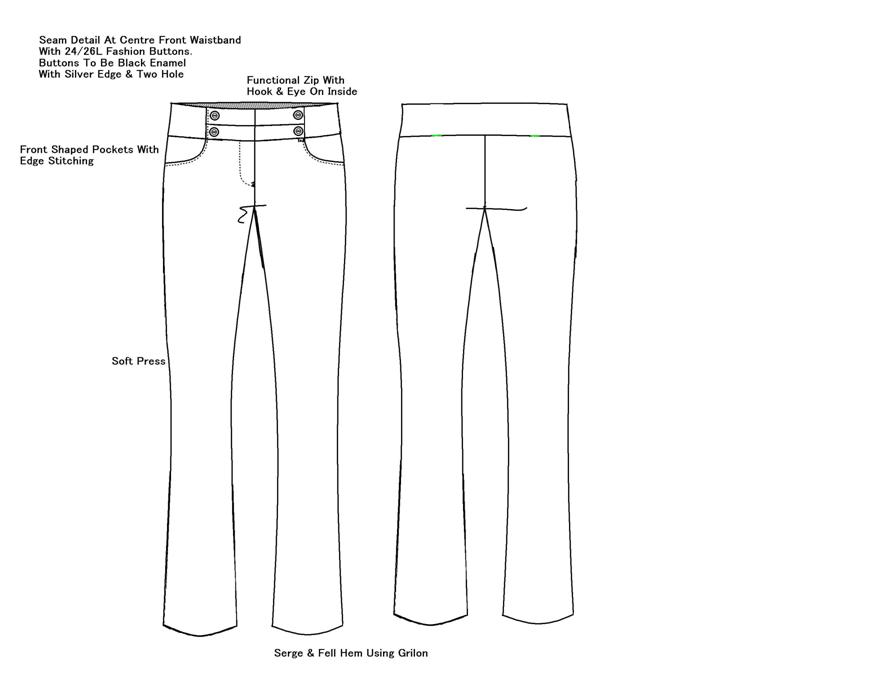 Seam Detail At Centre Front Waistband
With 24/26L Fashion Buttons.
Buttons To Be Black Enamel
With Silver Edge & Two Hole
Functional Zip With
Hook & Eye On Inside
Front Shaped Pockets With
Edge Stitching
Soft Press
Serge & Fell Hem Using Grilon